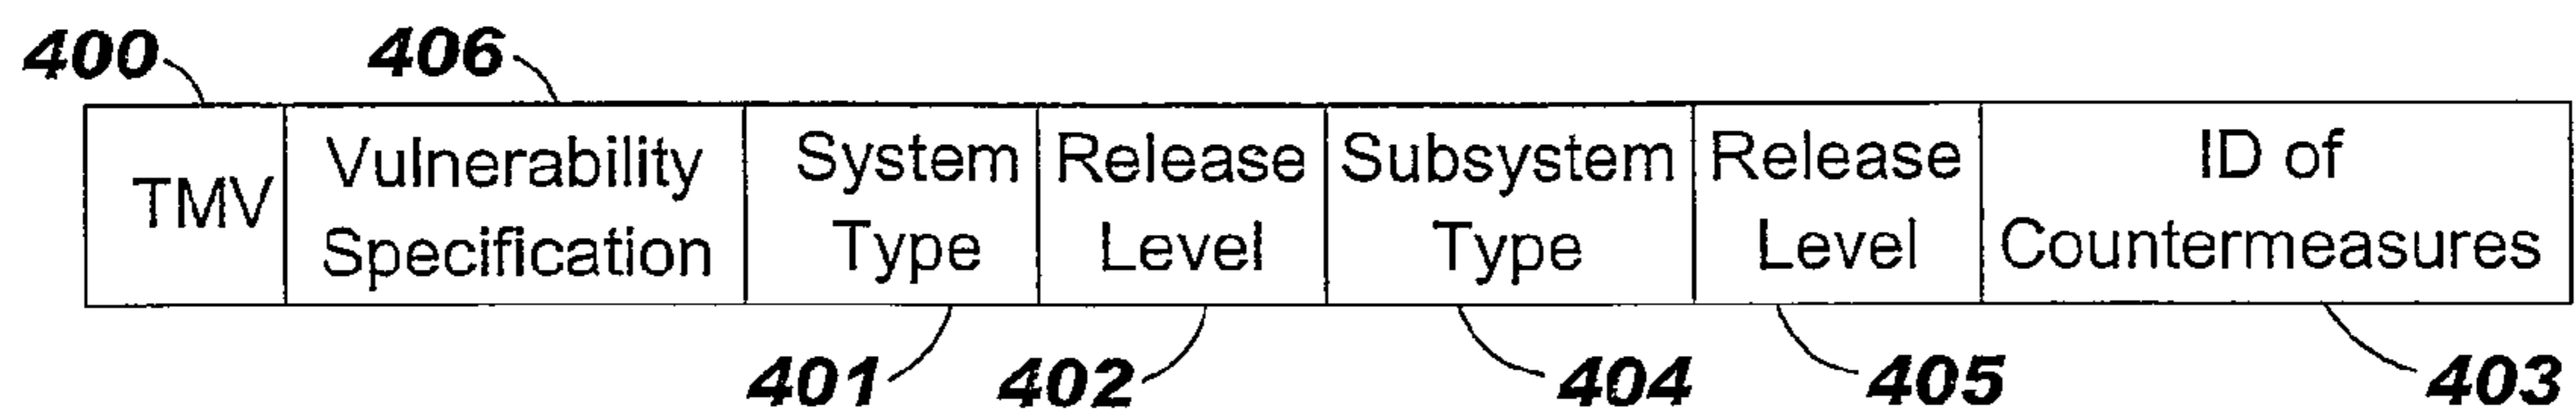 400 406
TMV Vulnerability Specification System Type Release Level Subsystem Type Release Level ID of Countermeasures
401 402 404 405 403